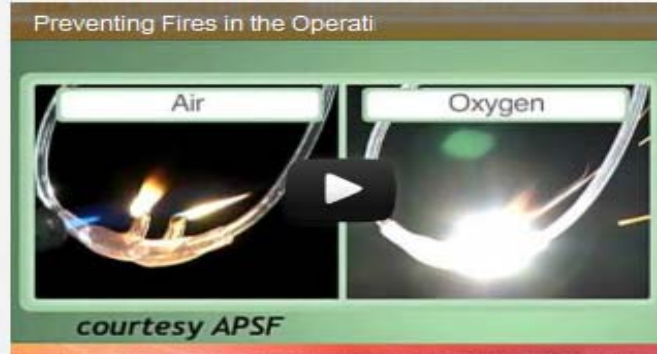 Preventing Fires in the Operati
Air
Oxygen
courtesy APSF